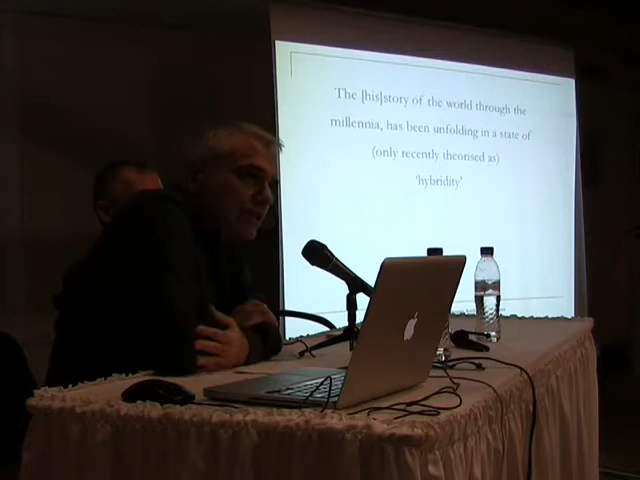 The [his]story of the world through the
millennia, has been unfolding in a state of
(only recently theorised as)
'hybridity'